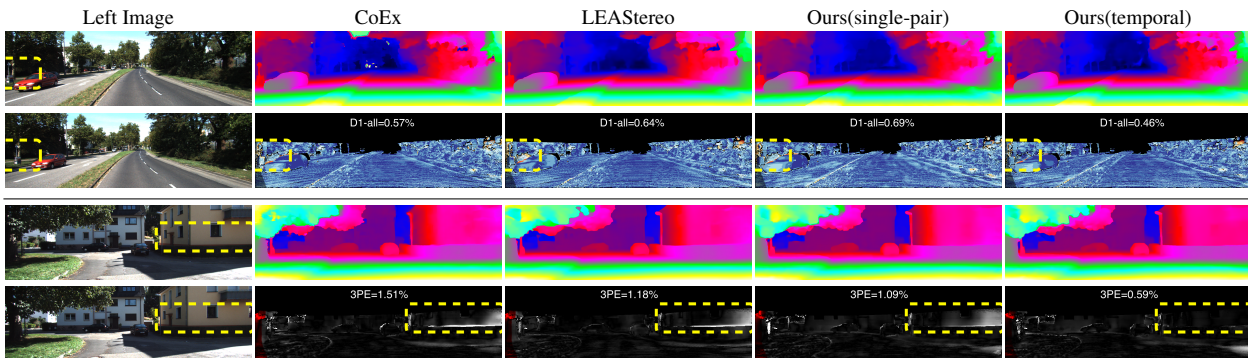 Left Image CoEx LEAStereo Ours(single-pair) Ours(temporal)
D1-all=0.57% D1-all=0.64% D1-all=0.69% D1-all=0.46%
3PE=1.51% 3PE=1.18% 3PE=1.09% 3PE=0.59%